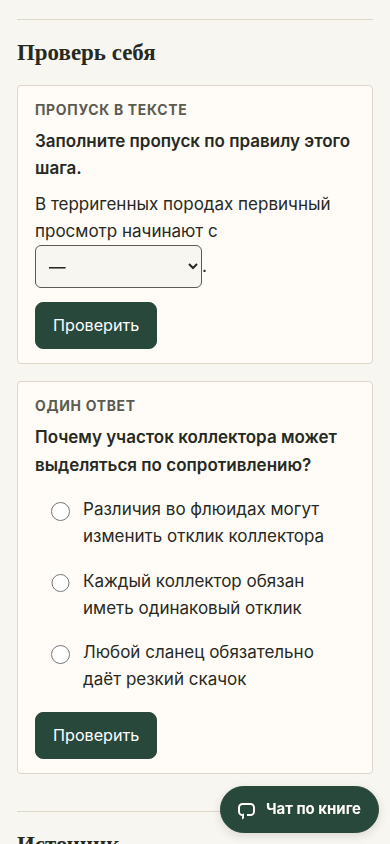 Проверь себя
ПРОПУСК В ТЕКСТЕ
Заполните пропуск по правилу этого
шага.
В терригенных породах первичный
просмотр начинают с
— .
Проверить
ОДИН ОТВЕТ
Почему участок коллектора может
выделяться по сопротивлению?
Различия во флюидах могут
изменить отклик коллектора
Каждый коллектор обязан
иметь одинаковый отклик
Любой сланец обязательно
даёт резкий скачок
Проверить
Чат по книге
Источник